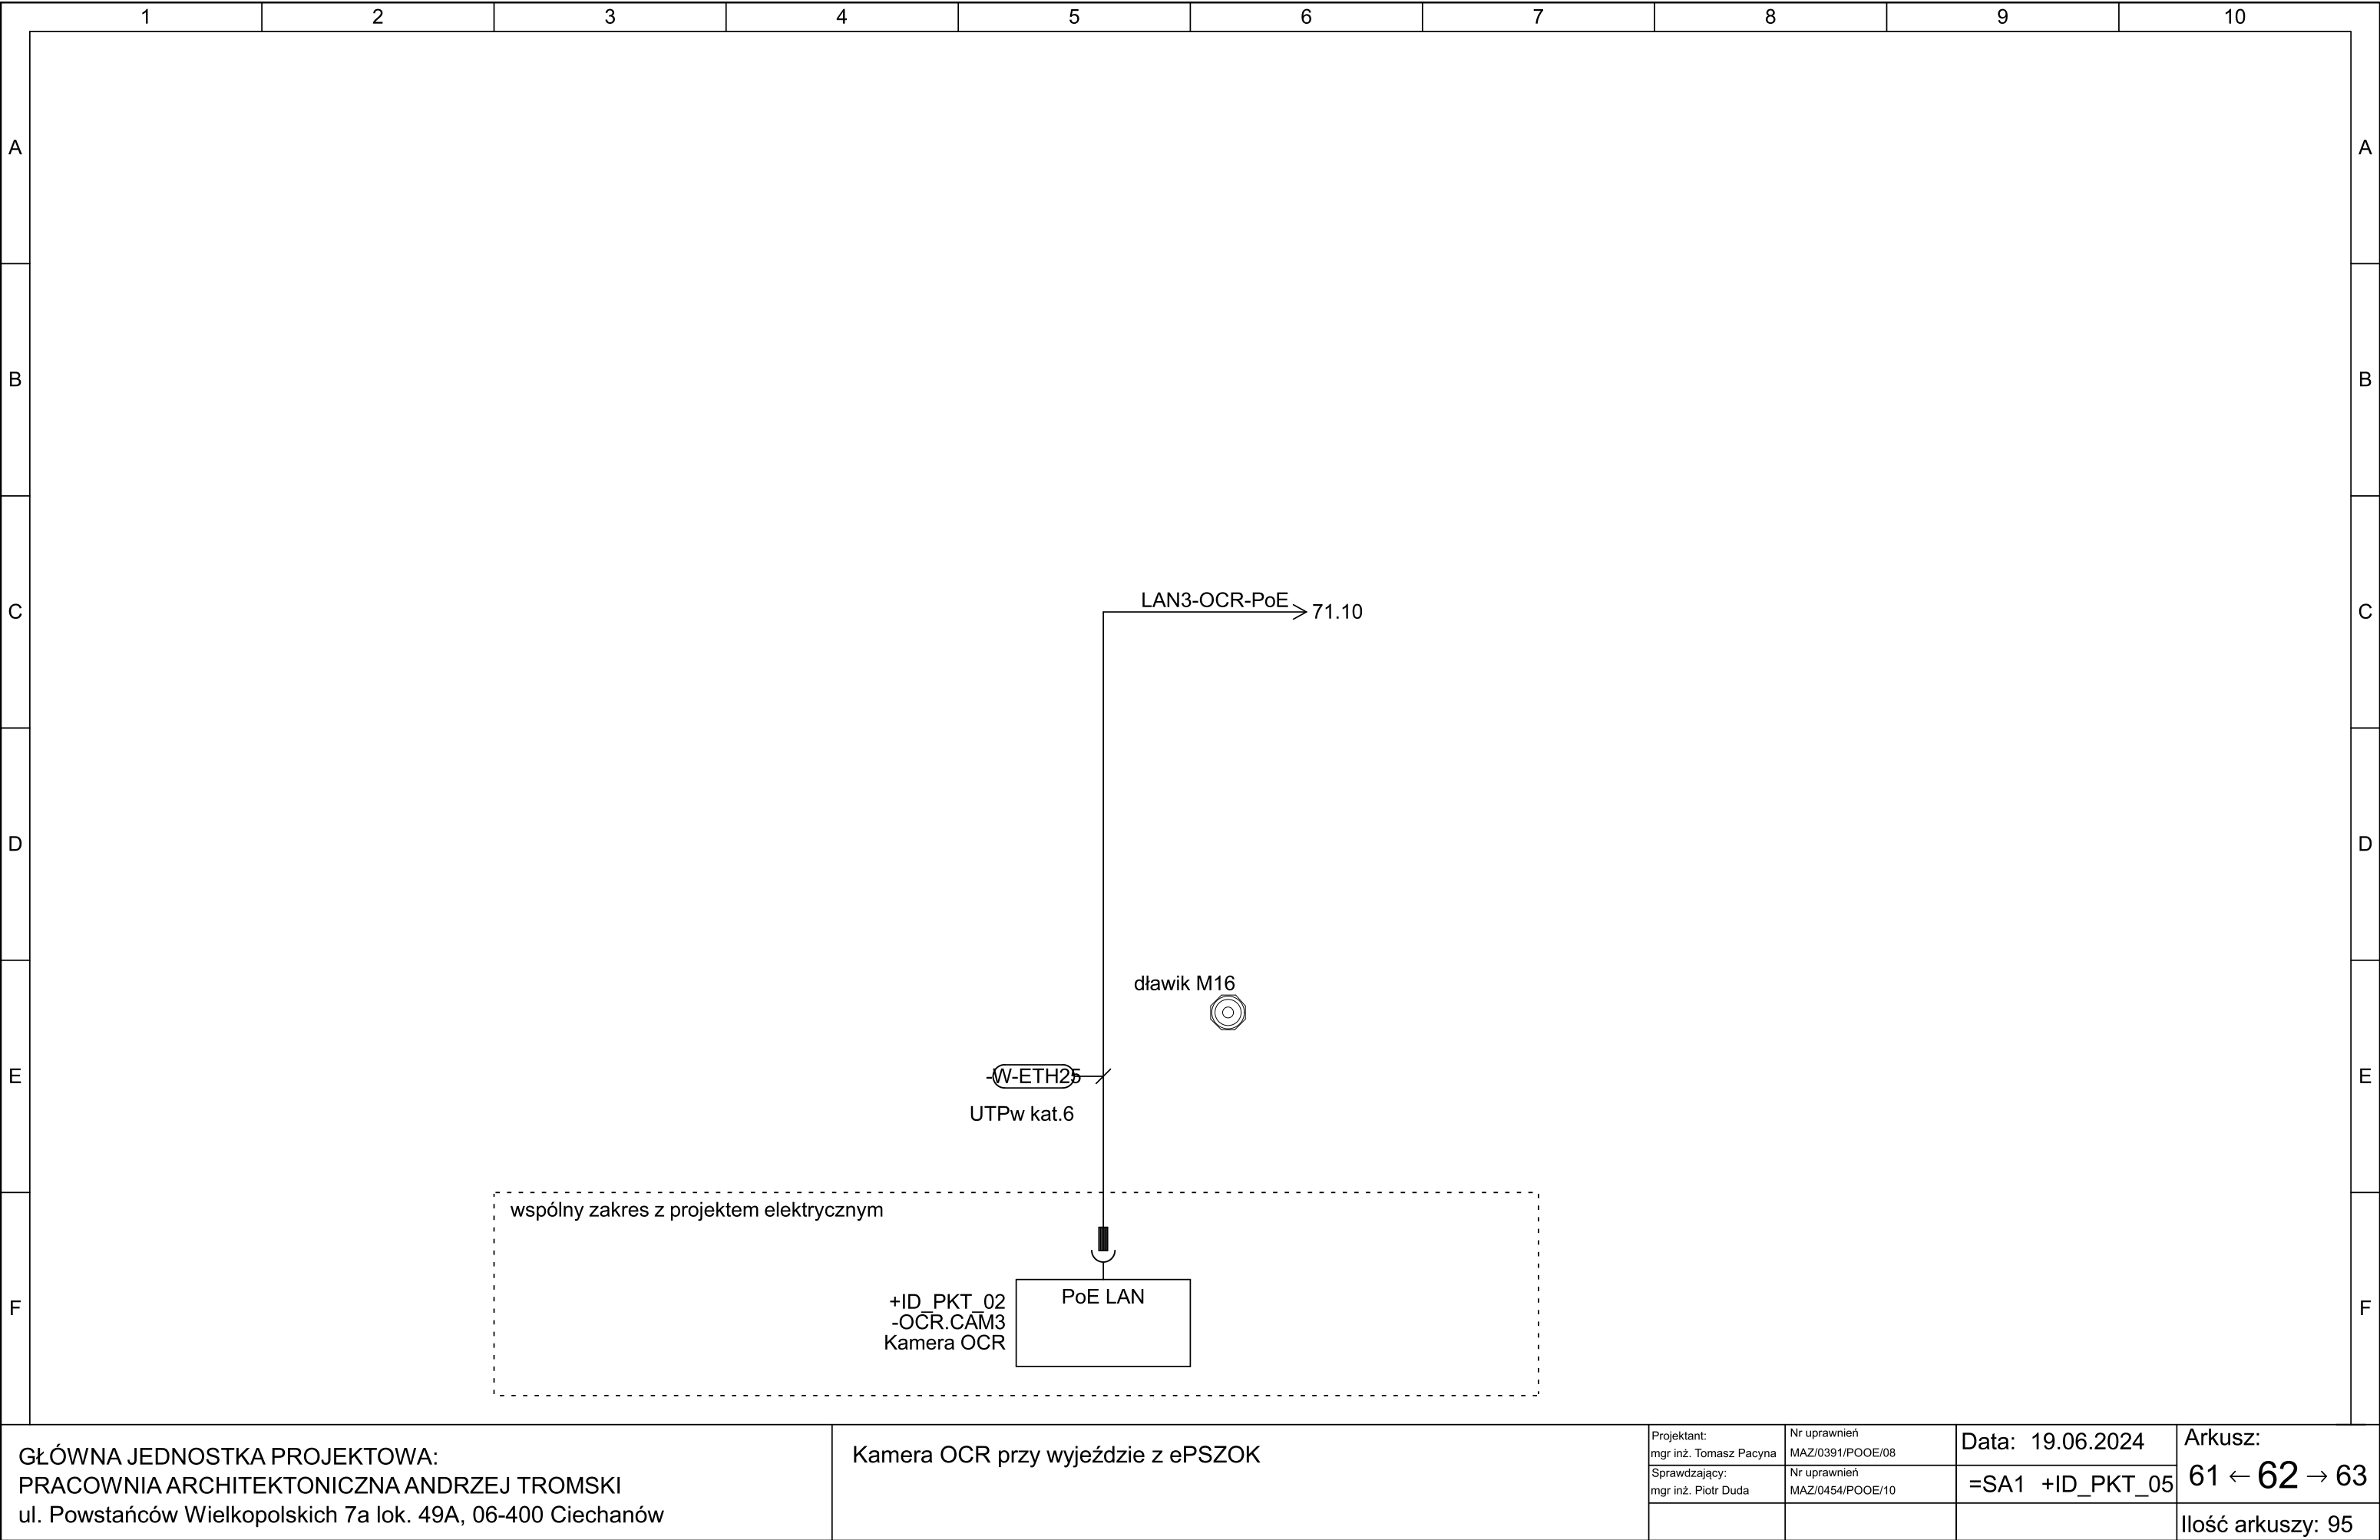 1 2 3 4 5 6 7 8 9 10
A A
B B
LAN3-OCR-PoE
C 71.10 C
D D
dławik M16
E -W-ETH25 E
UTPw kat.6
wspólny zakres z projektem elektrycznym
PoE LAN
+ID_PKT_02
F F
-OCR.CAM3
Kamera OCR
GŁÓWNA JEDNOSTKA PROJEKTOWA:
PRACOWNIA ARCHITEKTONICZNA ANDRZEJ TROMSKI
ul. Powstańców Wielkopolskich 7a lok. 49A, 06-400 Ciechanów
Kamera OCR przy wyjeździe z ePSZOK
Projektant:
mgr inż. Tomasz Pacyna
Nr uprawnień
MAZ/0391/POOE/08
Sprawdzający:
mgr inż. Piotr Duda
Nr uprawnień
MAZ/0454/POOE/10
Data: 19.06.2024
=SA1 +ID_PKT_05
Arkusz:
61 ← 62 → 63
Ilość arkuszy: 95